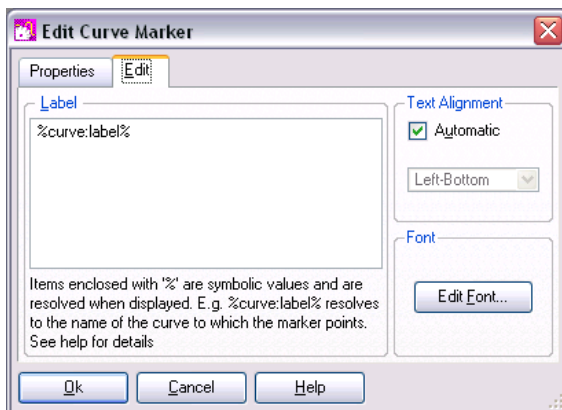 Edit Curve Marker
Properties
Edit
Label
%curve:label%
Items enclosed with '%' are symbolic values and are
resolved when displayed. E.g. %curve:label% resolves
to the name of the curve to which the marker points.
See help for details
Text Alignment
Automatic
Left-Bottom
Font
Edit Font...
Ok
Cancel
Help